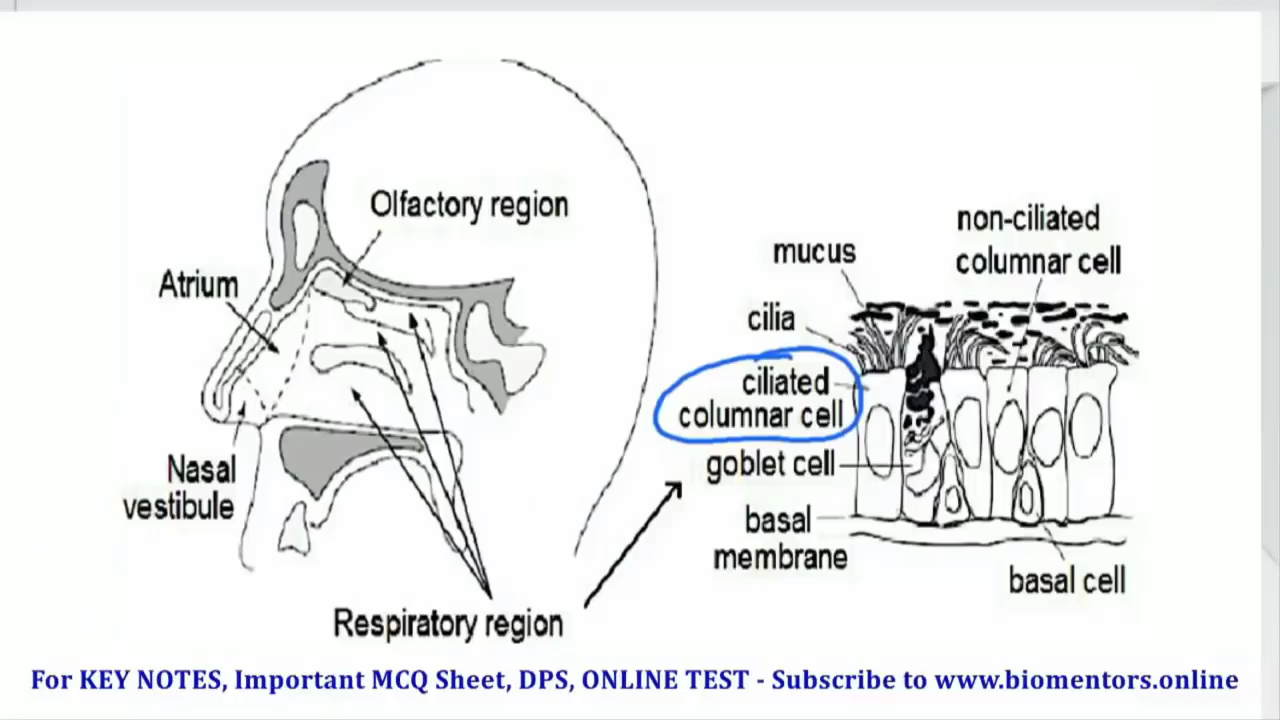 Olfactory region
Atrium
Nasal
vestibule
Respiratory region
mucus
non-ciliated
columnar cell
cilia
ciliated
columnar cell
goblet cell
basal
membrane
basal cell
For KEY NOTES, Important MCQ Sheet, DPS, ONLINE TEST - Subscribe to www.biomentors.online